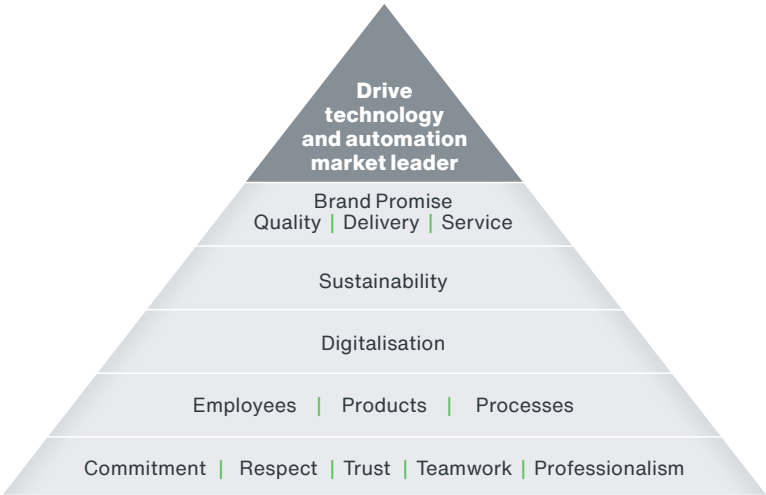 Drive
technology
and automation
market leader
Brand Promise
Quality | Delivery | Service
Sustainability
Digitalisation
Employees | Products | Processes
Commitment | Respect | Trust | Teamwork | Professionalism